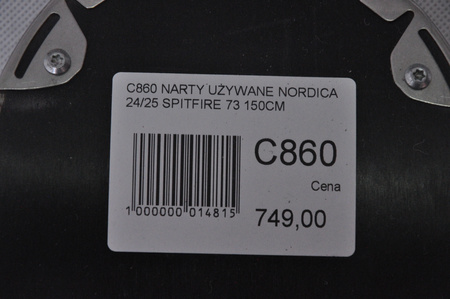 C860 NARTY UŻYWANE NORDICA
24/25 SPITFIRE 73 150CM
C860
Cena
1 000000 014815
749,00